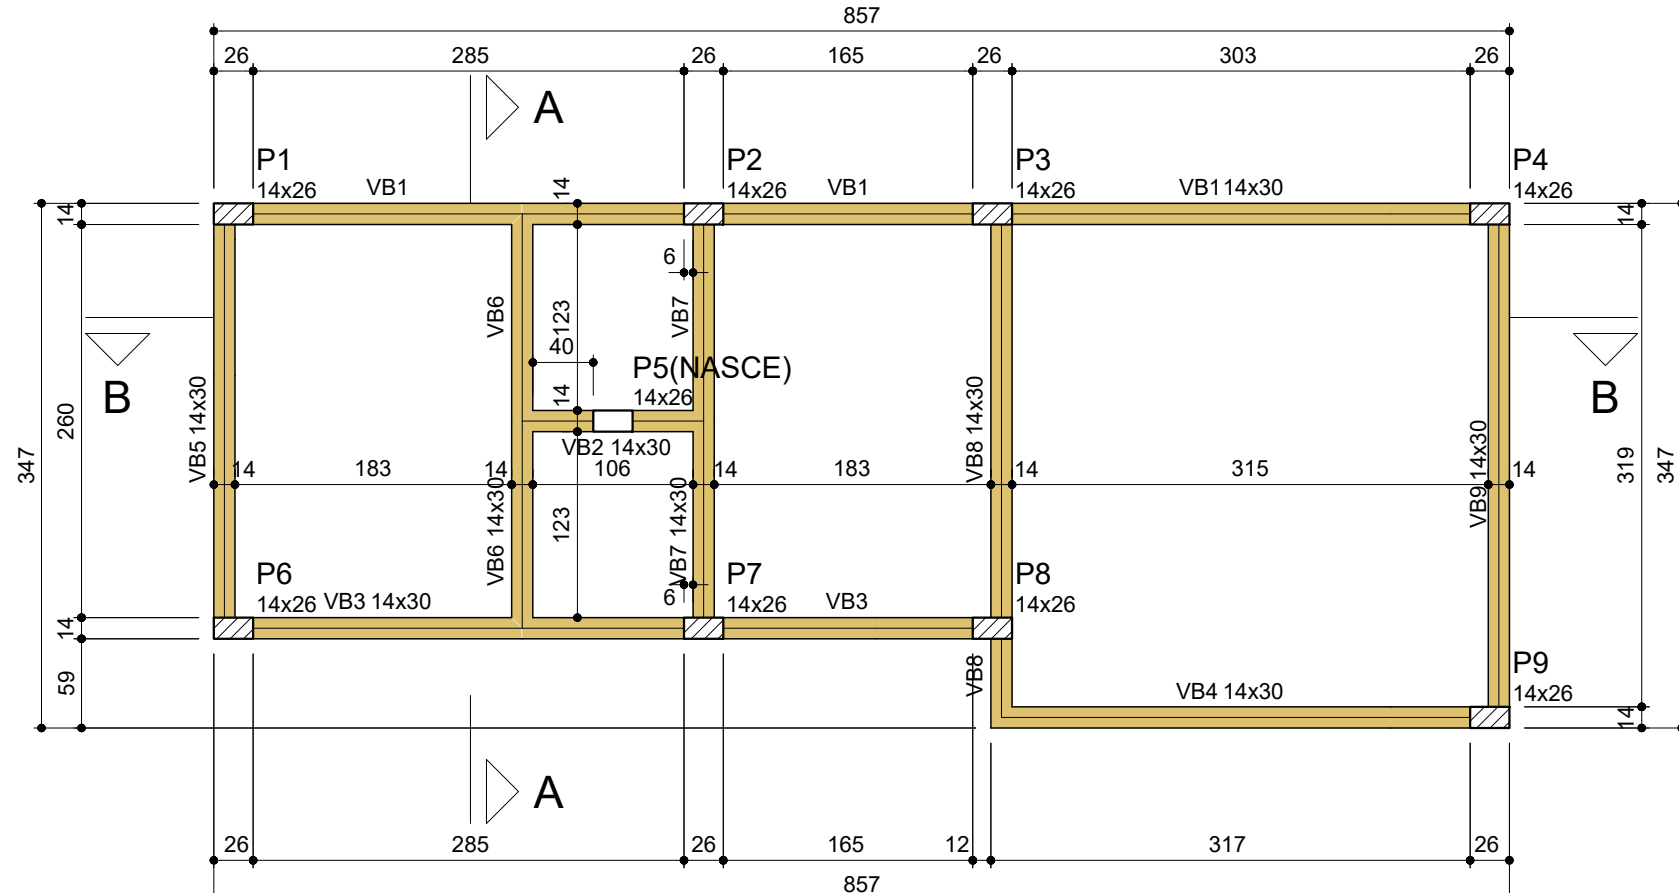 857
26 285 26 165 26 303 26
A
P1 P2 P3 P4
14x26 VB1 14 14x26 VB1 14x26 VB1 14x30 14x26
14 14
6
VB6 123 VB7
40
P5(NASCE)
B B
14 14x26
VB5 14x30 260 VB8 14x30
VB2 14x30
347 14 183 14 106 14 183 14 315 14 319 347
VB9 14x30
VB6 14x30 123 VB7 14x30
P6 P7 P8
6
14x26 VB3 14x30 14x26 VB3 14x26
14
59 VB8 P9
VB4 14x30 14x26
14
A
26 285 26 165 12 317 26
857